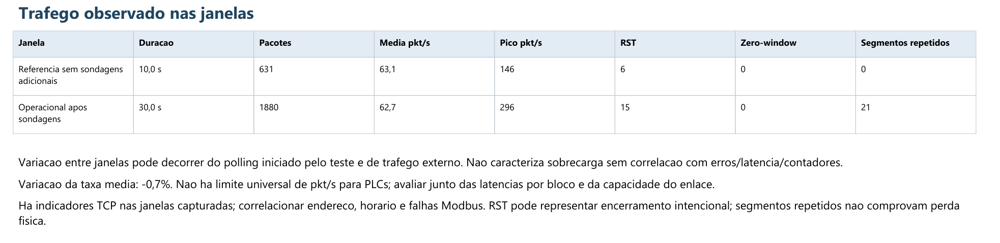 Trafego observado nas janelas
Janela Duracao Pacotes Media pkt/s Pico pkt/s RST Zero-window Segmentos repetidos
Referencia sem sondagens
adicionais
10,0 s 631 63,1 146 6 0 0
Operacional apos
sondagens
30,0 s 1880 62,7 296 15 0 21
Variacao entre janelas pode decorrer do polling iniciado pelo teste e de trafego externo. Nao caracteriza sobrecarga sem correlacao com erros/latencia/contadores.
Variacao da taxa media: -0,7%. Nao ha limite universal de pkt/s para PLCs; avaliar junto das latencias por bloco e da capacidade do enlace.
Ha indicadores TCP nas janelas capturadas; correlacionar endereco, horario e falhas Modbus. RST pode representar encerramento intencional; segmentos repetidos nao comprovam perda
fisica.